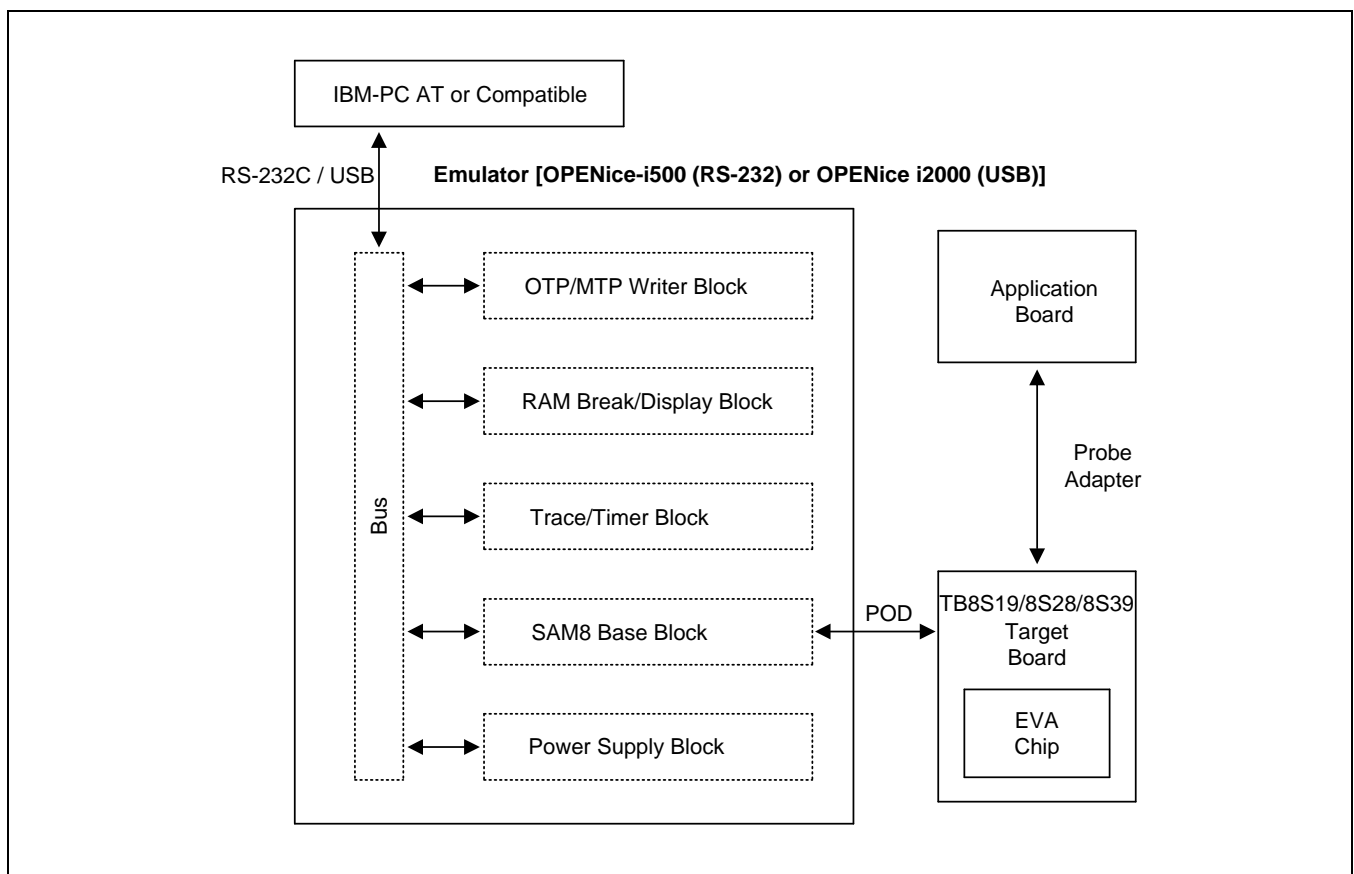 IBM-PC AT or Compatible
RS-232C / USB
Emulator [OPENice-i500 (RS-232) or OPENice i2000 (USB)]
Bus
OTP/MTP Writer Block
RAM Break/Display Block
Trace/Timer Block
SAM8 Base Block
Power Supply Block
POD
Application
Board
Probe
Adapter
TB8S19/8S28/8S39
Target
Board
EVA
Chip